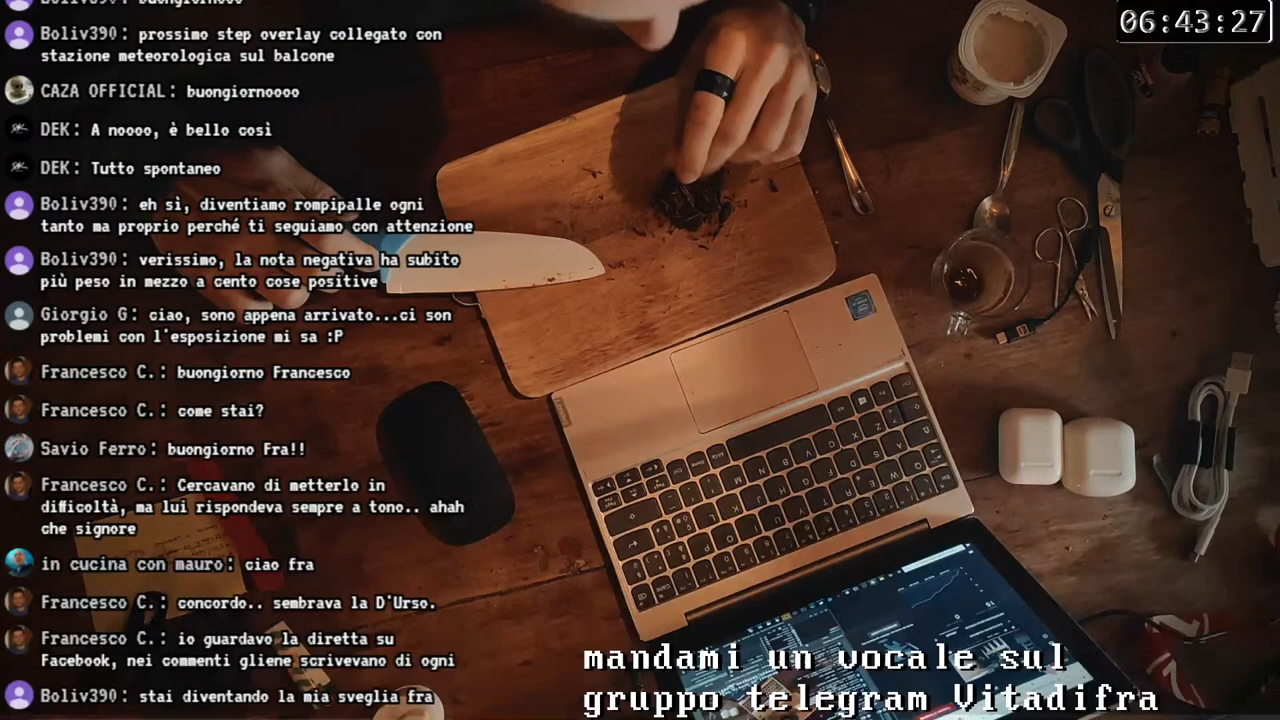 Boliv390: buongiornooo
06:43:27
Boliv390: prossimo step overlay collegato con
stazione meteorologica sul balcone
CAZA OFFICIAL: buongiornoooo
DEK: A noooo, è bello così
DEK: Tutto spontaneo
Boliv390: eh sì, diventiamo rompipalle ogni
tanto ma proprio perché ti seguiamo con attenzione
Boliv390: verissimo, la nota negativa ha subito
più peso in mezzo a cento cose positive
Giorgio G: ciao, sono appena arrivato...ci son
problemi con l'esposizione mi sa :P
Francesco C.: buongiorno Francesco
Francesco C.: come stai?
Savio Ferro: buongiorno Fra!!
Francesco C.: Cercavano di metterlo in
difficoltà, ma lui rispondeva sempre a tono.. ahah
che signore
in cucina con mauro: ciao fra
Francesco C.: concordo.. sembrava la D'Urso.
Francesco C.: io guardavo la diretta su
Facebook, nei commenti gliene scrivevano di ogni
Boliv390: stai diventando la mia sveglia fra
mandami un vocale sul
gruppo telegram Vitadifra